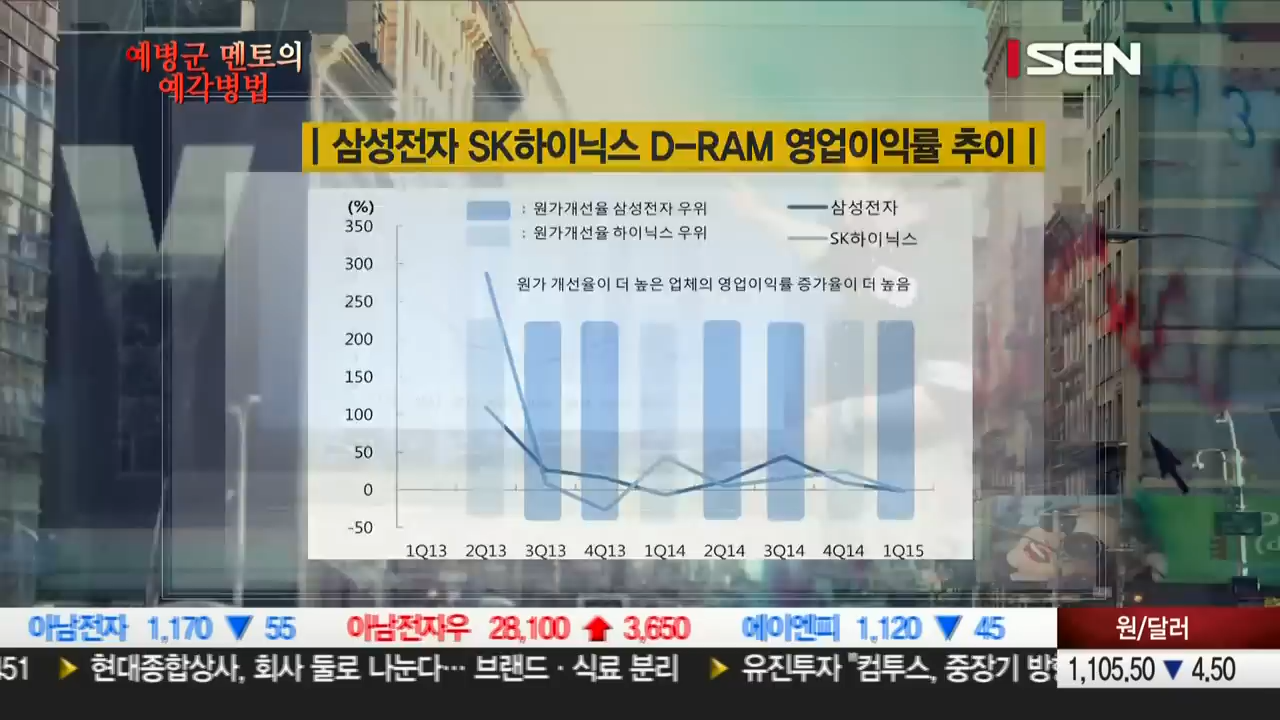 예병군 멘토의
예각병법
SEN
| 삼성전자 SK하이닉스 D-RAM 영업이익률 추이 |
(%)
: 원가개선율 삼성전자 우위
: 원가개선율 하이닉스 우위
삼성전자
SK하이닉스
원가 개선율이 더 높은 업체의 영업이익률 증가율이 더 높음
350
300
250
200
150
100
50
0
-50
1Q13 2Q13 3Q13 4Q13 1Q14 2Q14 3Q14 4Q14 1Q15
아남전자 1,170 ▼ 55 아남전자우 28,100 ⬆ 3,650 에이엔피 1,120 ▼ 45
원/달러
1,105.50 ▼ 4.50
451 현대종합상사, 회사 둘로 나눈다… 브랜드 · 식료 분리 유진투자 "컴투스, 중장기